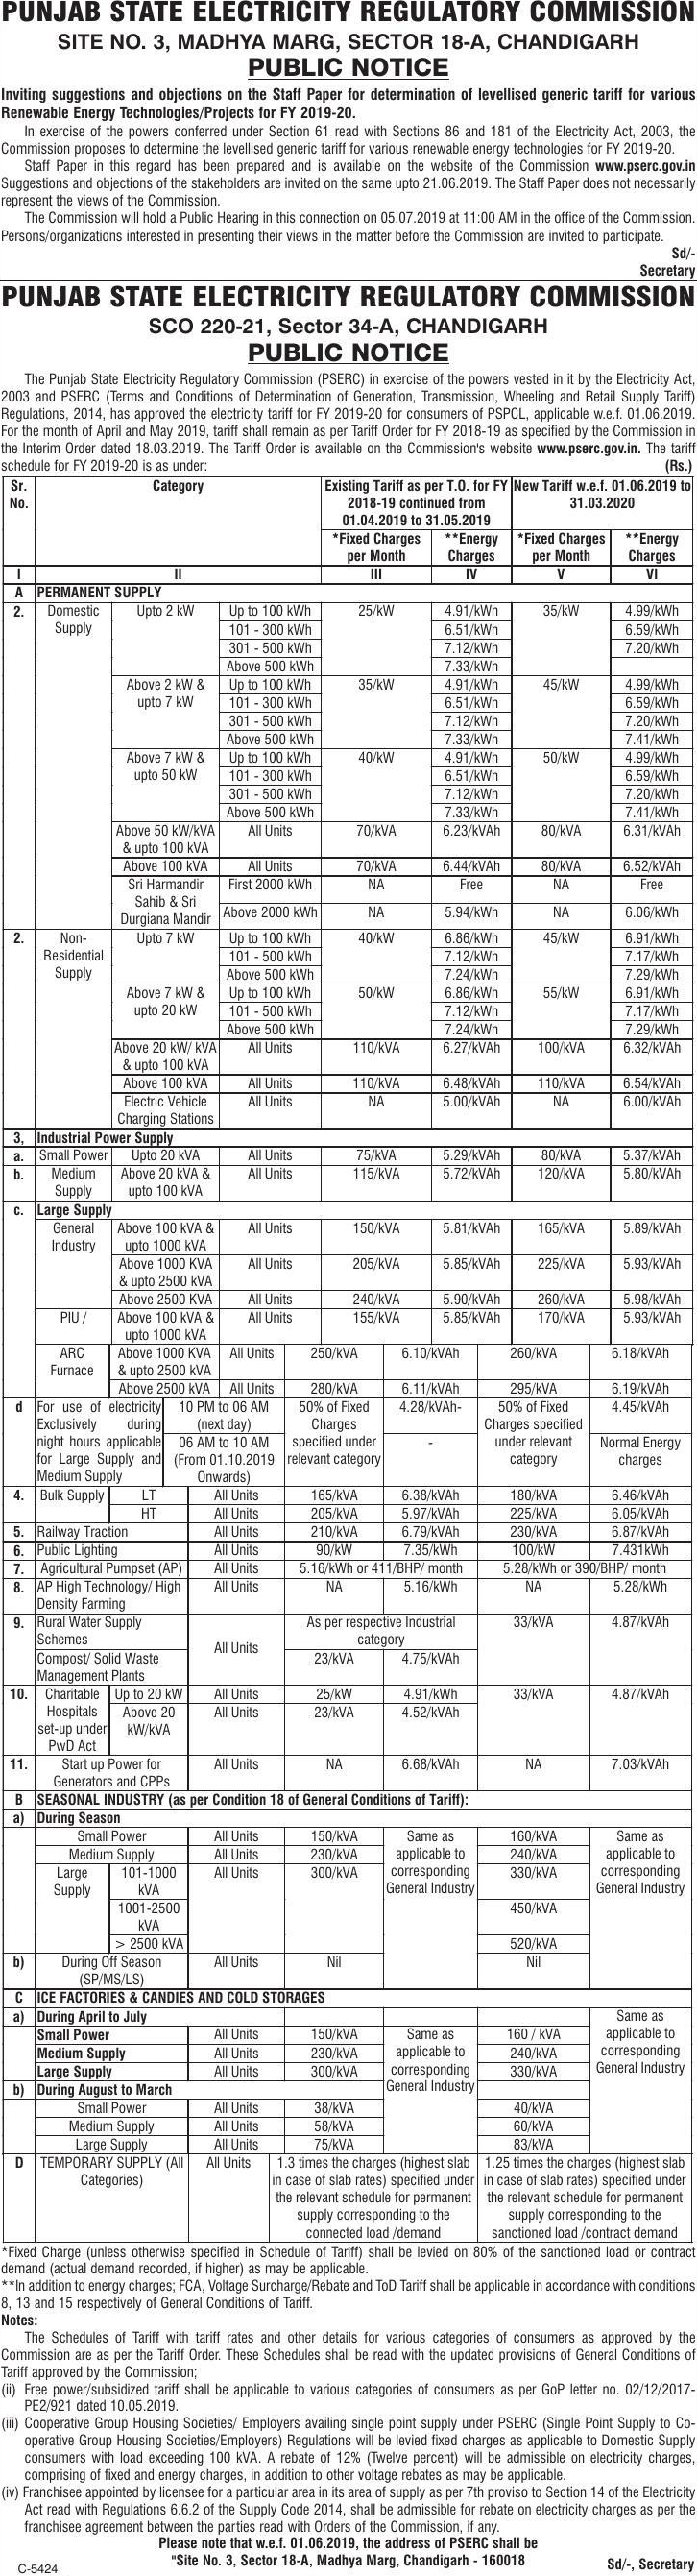 PUNJAB STATE ELECTRICITY REGULATORY COMMISSION
SITE NO. 3, MADHYA MARG, SECTOR 18-A, CHANDIGARH
PUBLIC NOTICE
Inviting suggestions and objections on the Staff Paper for determination of levellised generic tariff for various
Renewable Energy Technologies/Projects for FY 2019-20.
In exercise of the powers conferred under Section 61 read with Sections 86 and 181 of the Electricity Act, 2003, the
Commission proposes to determine the levellised generic tariff for various renewable energy technologies for FY 2019-20.
Staff Paper in this regard has been prepared and is available on the website of the Commission www.pserc.gov.in
Suggestions and objections of the stakeholders are invited on the same upto 21.06.2019. The Staff Paper does not necessarily
represent the views of the Commission.
The Commission will hold a Public Hearing in this connection on 05.07.2019 at 11:00 AM in the office of the Commission.
Persons/organizations interested in presenting their views in the matter before the Commission are invited to participate.
Sd/-
Secretary
PUNJAB STATE ELECTRICITY REGULATORY COMMISSION
SCO 220-21, Sector 34-A, CHANDIGARH
PUBLIC NOTICE
The Punjab State Electricity Regulatory Commission (PSERC) in exercise of the powers vested in it by the Electricity Act,
2003 and PSERC (Terms and Conditions of Determination of Generation, Transmission, Wheeling and Retail Supply Tariff)
Regulations, 2014, has approved the electricity tariff for FY 2019-20 for consumers of PSPCL, applicable w.e.f. 01.06.2019.
For the month of April and May 2019, tariff shall remain as per Tariff Order for FY 2018-19 as specified by the Commission in
the Interim Order dated 18.03.2019. The Tariff Order is available on the Commission's website www.pserc.gov.in. The tariff
schedule for FY 2019-20 is as under: (Rs.)
Sr. Category Existing Tariff as per T.O. for FY New Tariff w.e.f. 01.06.2019 to
No. 2018-19 continued from 31.03.2020
01.04.2019 to 31.05.2019
*Fixed Charges **Energy *Fixed Charges **Energy
per Month Charges per Month Charges
I II III IV V VI
A PERMANENT SUPPLY
2. Domestic Upto 2 kW Up to 100 kWh 25/kW 4.91/kWh 35/kW 4.99/kWh
Supply 101 - 300 kWh 6.51/kWh 6.59/kWh
301 - 500 kWh 7.12/kWh 7.20/kWh
Above 500 kWh 7.33/kWh
Above 2 kW & Up to 100 kWh 35/kW 4.91/kWh 45/kW 4.99/kWh
upto 7 kW 101 - 300 kWh 6.51/kWh 6.59/kWh
301 - 500 kWh 7.12/kWh 7.20/kWh
Above 500 kWh 7.33/kWh 7.41/kWh
Above 7 kW & Up to 100 kWh 40/kW 4.91/kWh 50/kW 4.99/kWh
upto 50 kW 101 - 300 kWh 6.51/kWh 6.59/kWh
301 - 500 kWh 7.12/kWh 7.20/kWh
Above 500 kWh 7.33/kWh 7.41/kWh
Above 50 kW/kVA All Units 70/kVA 6.23/kVAh 80/kVA 6.31/kVAh
& upto 100 kVA
Above 100 kVA All Units 70/kVA 6.44/kVAh 80/kVA 6.52/kVAh
Sri Harmandir First 2000 kWh NA Free NA Free
Sahib & Sri
Durgiana Mandir Above 2000 kWh NA 5.94/kWh NA 6.06/kWh
2. Non- Upto 7 kW Up to 100 kWh 40/kW 6.86/kWh 45/kW 6.91/kWh
Residential 101 - 500 kWh 7.12/kWh 7.17/kWh
Supply Above 500 kWh 7.24/kWh 7.29/kWh
Above 7 kW & Up to 100 kWh 50/kW 6.86/kWh 55/kW 6.91/kWh
upto 20 kW 101 - 500 kWh 7.12/kWh 7.17/kWh
Above 500 kWh 7.24/kWh 7.29/kWh
Above 20 kW/ kVA All Units 110/kVA 6.27/kVAh 100/kVA 6.32/kVAh
& upto 100 kVA
Above 100 kVA All Units 110/kVA 6.48/kVAh 110/kVA 6.54/kVAh
Electric Vehicle All Units NA 5.00/kVAh NA 6.00/kVAh
Charging Stations
3, Industrial Power Supply
a. Small Power Upto 20 kVA All Units 75/kVA 5.29/kVAh 80/kVA 5.37/kVAh
b. Medium Above 20 kVA & All Units 115/kVA 5.72/kVAh 120/kVA 5.80/kVAh
Supply upto 100 kVA
c. Large Supply
General Above 100 kVA & All Units 150/kVA 5.81/kVAh 165/kVA 5.89/kVAh
Industry upto 1000 kVA
Above 1000 KVA All Units 205/kVA 5.85/kVAh 225/kVA 5.93/kVAh
& upto 2500 kVA
Above 2500 KVA All Units 240/kVA 5.90/kVAh 260/kVA 5.98/kVAh
PIU / Above 100 kVA & All Units 155/kVA 5.85/kVAh 170/kVA 5.93/kVAh
upto 1000 kVA
ARC Above 1000 KVA All Units 250/kVA 6.10/kVAh 260/kVA 6.18/kVAh
Furnace & upto 2500 kVA
Above 2500 kVA All Units 280/kVA 6.11/kVAh 295/kVA 6.19/kVAh
d For use of electricity 10 PM to 06 AM 50% of Fixed 4.28/kVAh- 50% of Fixed 4.45/kVAh
Exclusively during (next day) Charges Charges specified
night hours applicable 06 AM to 10 AM specified under - under relevant Normal Energy
for Large Supply and (From 01.10.2019 relevant category category charges
Medium Supply Onwards)
4. Bulk Supply LT All Units 165/kVA 6.38/kVAh 180/kVA 6.46/kVAh
HT All Units 205/kVA 5.97/kVAh 225/kVA 6.05/kVAh
5. Railway Traction All Units 210/kVA 6.79/kVAh 230/kVA 6.87/kVAh
6. Public Lighting All Units 90/kW 7.35/kWh 100/kW 7.431kWh
7. Agricultural Pumpset (AP) All Units 5.16/kWh or 411/BHP/ month 5.28/kWh or 390/BHP/ month
8. AP High Technology/ High All Units NA 5.16/kWh NA 5.28/kWh
Density Farming
9. Rural Water Supply As per respective Industrial 33/kVA 4.87/kVAh
Schemes All Units category
Compost/ Solid Waste 23/kVA 4.75/kVAh
Management Plants
10. Charitable Up to 20 kW All Units 25/kW 4.91/kWh 33/kVA 4.87/kVAh
Hospitals Above 20 All Units 23/kVA 4.52/kVAh
set-up under kW/kVA
PwD Act
11. Start up Power for All Units NA 6.68/kVAh NA 7.03/kVAh
Generators and CPPs
B SEASONAL INDUSTRY (as per Condition 18 of General Conditions of Tariff):
a) During Season
Small Power All Units 150/kVA Same as 160/kVA Same as
Medium Supply All Units 230/kVA applicable to 240/kVA applicable to
Large 101-1000 All Units 300/kVA corresponding 330/kVA corresponding
Supply kVA General Industry General Industry
1001-2500 450/kVA
kVA
> 2500 kVA 520/kVA
b) During Off Season All Units Nil Nil
(SP/MS/LS)
C ICE FACTORIES & CANDIES AND COLD STORAGES
a) During April to July Same as
Small Power All Units 150/kVA Same as 160 / kVA applicable to
Medium Supply All Units 230/kVA applicable to 240/kVA corresponding
Large Supply All Units 300/kVA corresponding 330/kVA General Industry
b) During August to March General Industry
Small Power All Units 38/kVA 40/kVA
Medium Supply All Units 58/kVA 60/kVA
Large Supply All Units 75/kVA 83/kVA
D TEMPORARY SUPPLY (All All Units 1.3 times the charges (highest slab 1.25 times the charges (highest slab
Categories) in case of slab rates) specified under in case of slab rates) specified under
the relevant schedule for permanent the relevant schedule for permanent
supply corresponding to the supply corresponding to the
connected load /demand sanctioned load /contract demand
*Fixed Charge (unless otherwise specified in Schedule of Tariff) shall be levied on 80% of the sanctioned load or contract
demand (actual demand recorded, if higher) as may be applicable.
**In addition to energy charges; FCA, Voltage Surcharge/Rebate and ToD Tariff shall be applicable in accordance with conditions
8, 13 and 15 respectively of General Conditions of Tariff.
Notes:
The Schedules of Tariff with tariff rates and other details for various categories of consumers as approved by the
Commission are as per the Tariff Order. These Schedules shall be read with the updated provisions of General Conditions of
Tariff approved by the Commission;
(ii) Free power/subsidized tariff shall be applicable to various categories of consumers as per GoP letter no. 02/12/2017-
PE2/921 dated 10.05.2019.
(iii) Cooperative Group Housing Societies/ Employers availing single point supply under PSERC (Single Point Supply to Co-
operative Group Housing Societies/Employers) Regulations will be levied fixed charges as applicable to Domestic Supply
consumers with load exceeding 100 kVA. A rebate of 12% (Twelve percent) will be admissible on electricity charges,
comprising of fixed and energy charges, in addition to other voltage rebates as may be applicable.
(iv) Franchisee appointed by licensee for a particular area in its area of supply as per 7th proviso to Section 14 of the Electricity
Act read with Regulations 6.6.2 of the Supply Code 2014, shall be admissible for rebate on electricity charges as per the
franchisee agreement between the parties read with Orders of the Commission, if any.
Please note that w.e.f. 01.06.2019, the address of PSERC shall be
"Site No. 3, Sector 18-A, Madhya Marg, Chandigarh - 160018
C-5424 Sd/-, Secretary